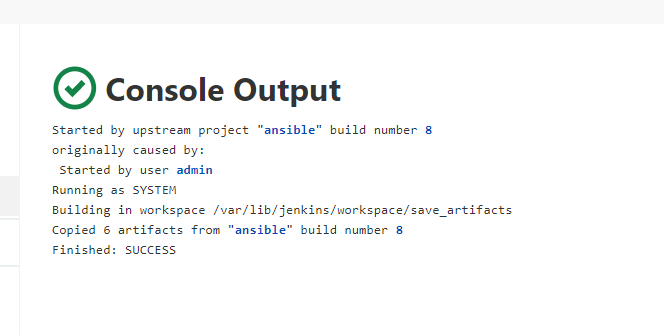 Console Output
Started by upstream project "ansible" build number 8
originally caused by:
 Started by user admin
Running as SYSTEM
Building in workspace /var/lib/jenkins/workspace/save_artifacts
Copied 6 artifacts from "ansible" build number 8
Finished: SUCCESS